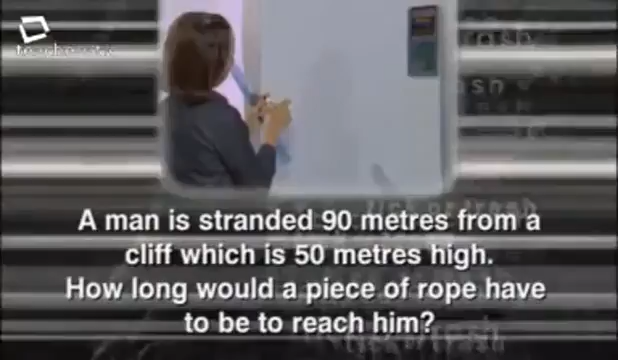 A man is stranded 90 metres from a
cliff which is 50 metres high.
How long would a piece of rope have
to be to reach him?